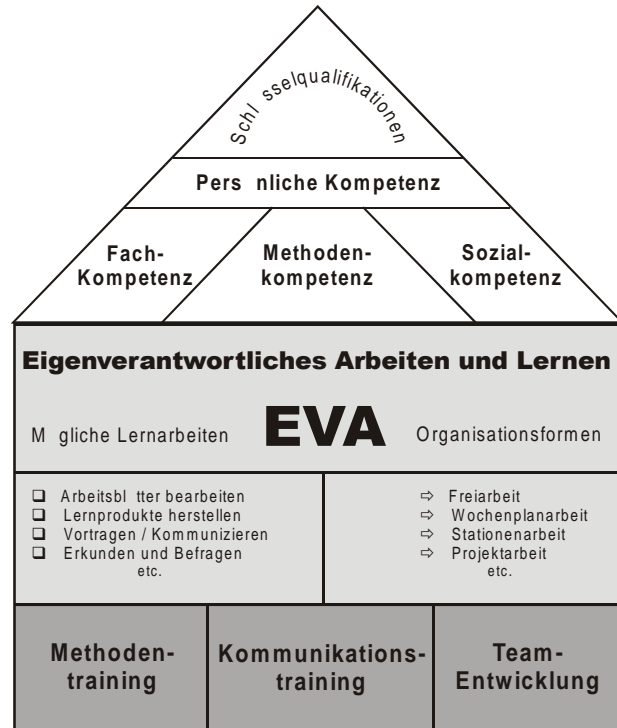 Schl sselqualifikationen
Pers nliche Kompetenz
Fach-
Kompetenz
Methoden-
kompetenz
Sozial-
kompetenz
Eigenverantwortliches Arbeiten und Lernen
M gliche Lernarbeiten EVA Organisationsformen
❑ Arbeitsbl tter bearbeiten
❑ Lernprodukte herstellen
❑ Vortragen / Kommunizieren
❑ Erkunden und Befragen
etc.
⇨ Freiarbeit
⇨ Wochenplanarbeit
⇨ Stationenarbeit
⇨ Projektarbeit
etc.
Methoden-
training
Kommunikations-
training
Team-
Entwicklung